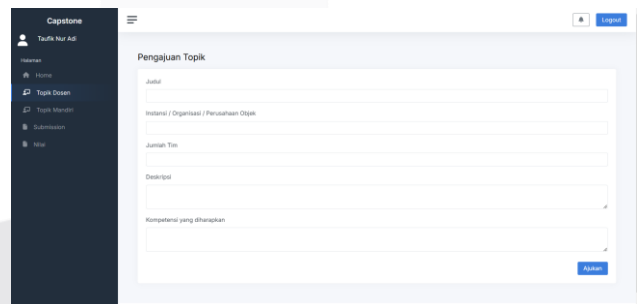 Capstone
Logout
Taufik Nur Adi
Halaman
Home
Topik Dosen
Topik Mandiri
Submission
Nilai
Pengajuan Topik
Judul
Instansi / Organisasi / Perusahaan Objek
Jumlah Tim
Deskripsi
Kompetensi yang diharapkan
Ajukan